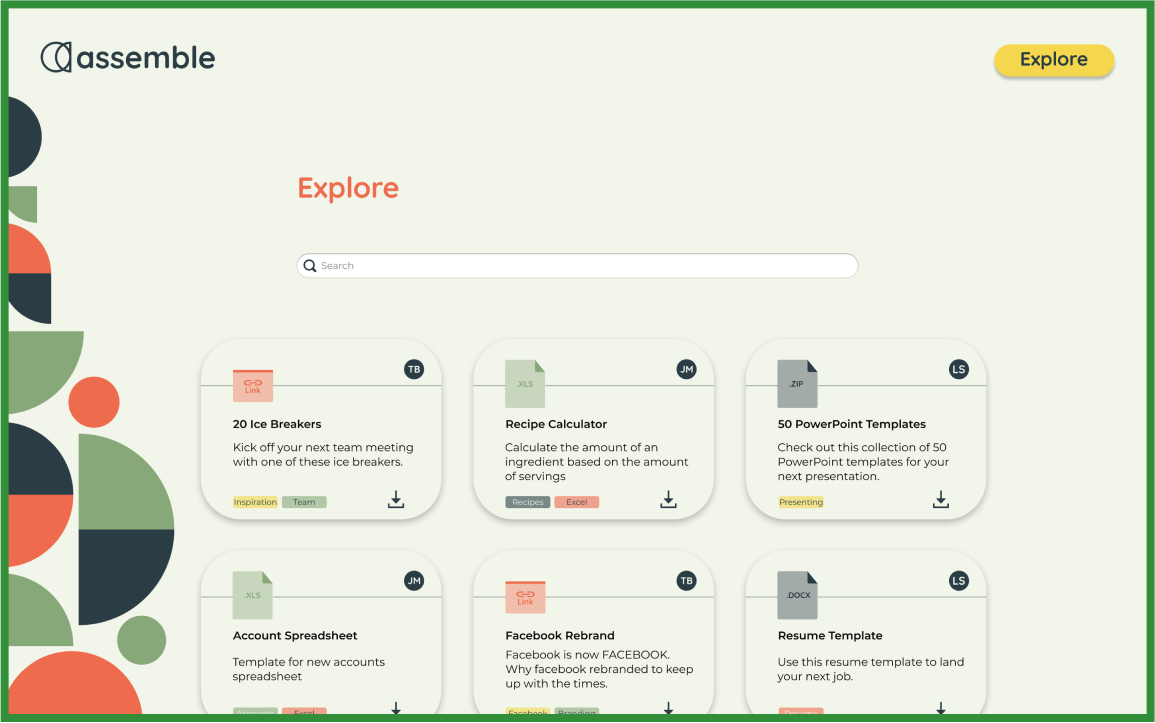 assemble
Explore
Explore
Search
TB
Link
20 Ice Breakers
Kick off your next team meeting
with one of these ice breakers.
Inspiration Team
JM
.XLS
Recipe Calculator
Calculate the amount of an
ingredient based on the amount
of servings
Recipes Excel
LS
.ZIP
50 PowerPoint Templates
Check out this collection of 50
PowerPoint templates for your
next presentation.
Presenting
JM
.XLS
Account Spreadsheet
Template for new accounts
spreadsheet
Accounts Excel
TB
Link
Facebook Rebrand
Facebook is now FACEBOOK.
Why facebook rebranded to keep
up with the times.
Facebook Branding
LS
.DOCX
Resume Template
Use this resume template to land
your next job.
Resume